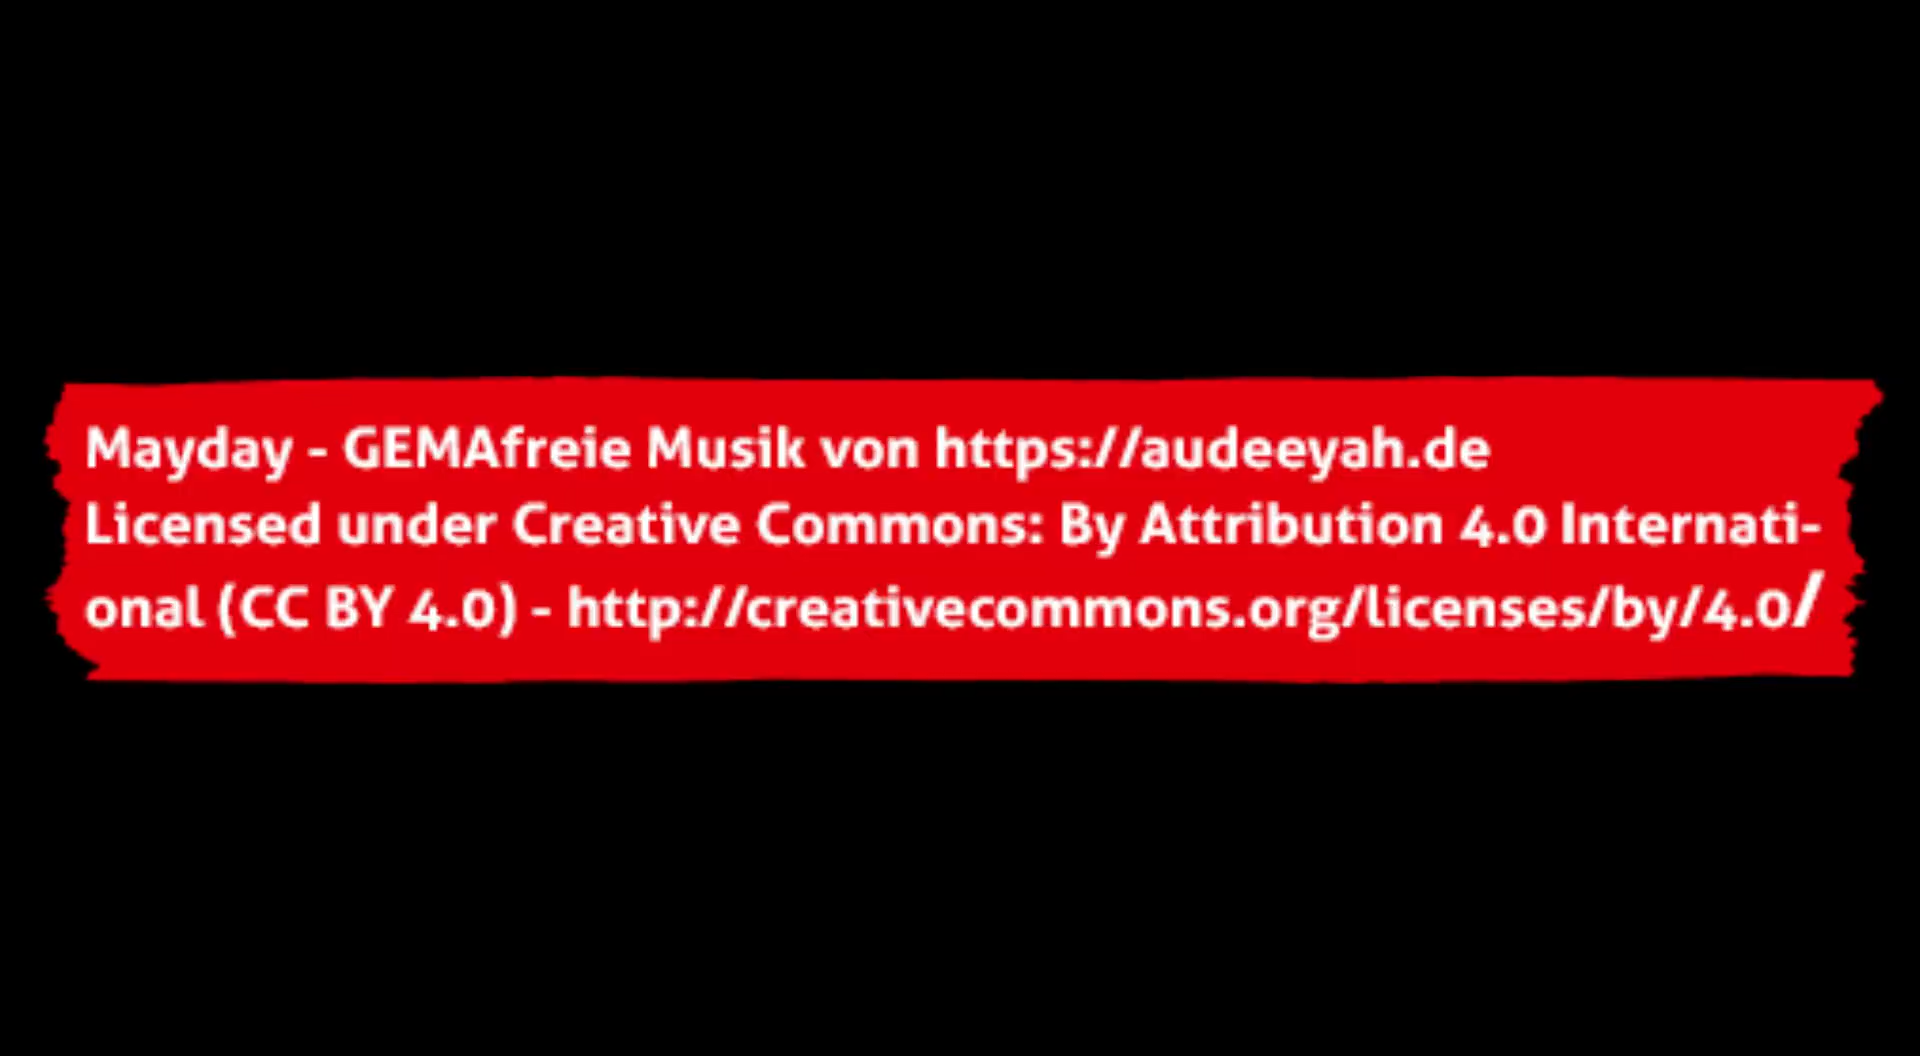 Mayday - GEMAfreie Musik von https://audeeyah.de
Licensed under Creative Commons: By Attribution 4.0 Internati-
onal (CC BY 4.0) - http://creativecommons.org/licenses/by/4.0/